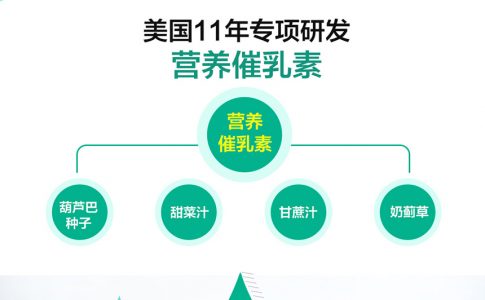 美国11年专项研发
营养催乳素
营养
催乳素
葫芦巴
种子
甜菜汁
甘蔗汁
奶蓟草